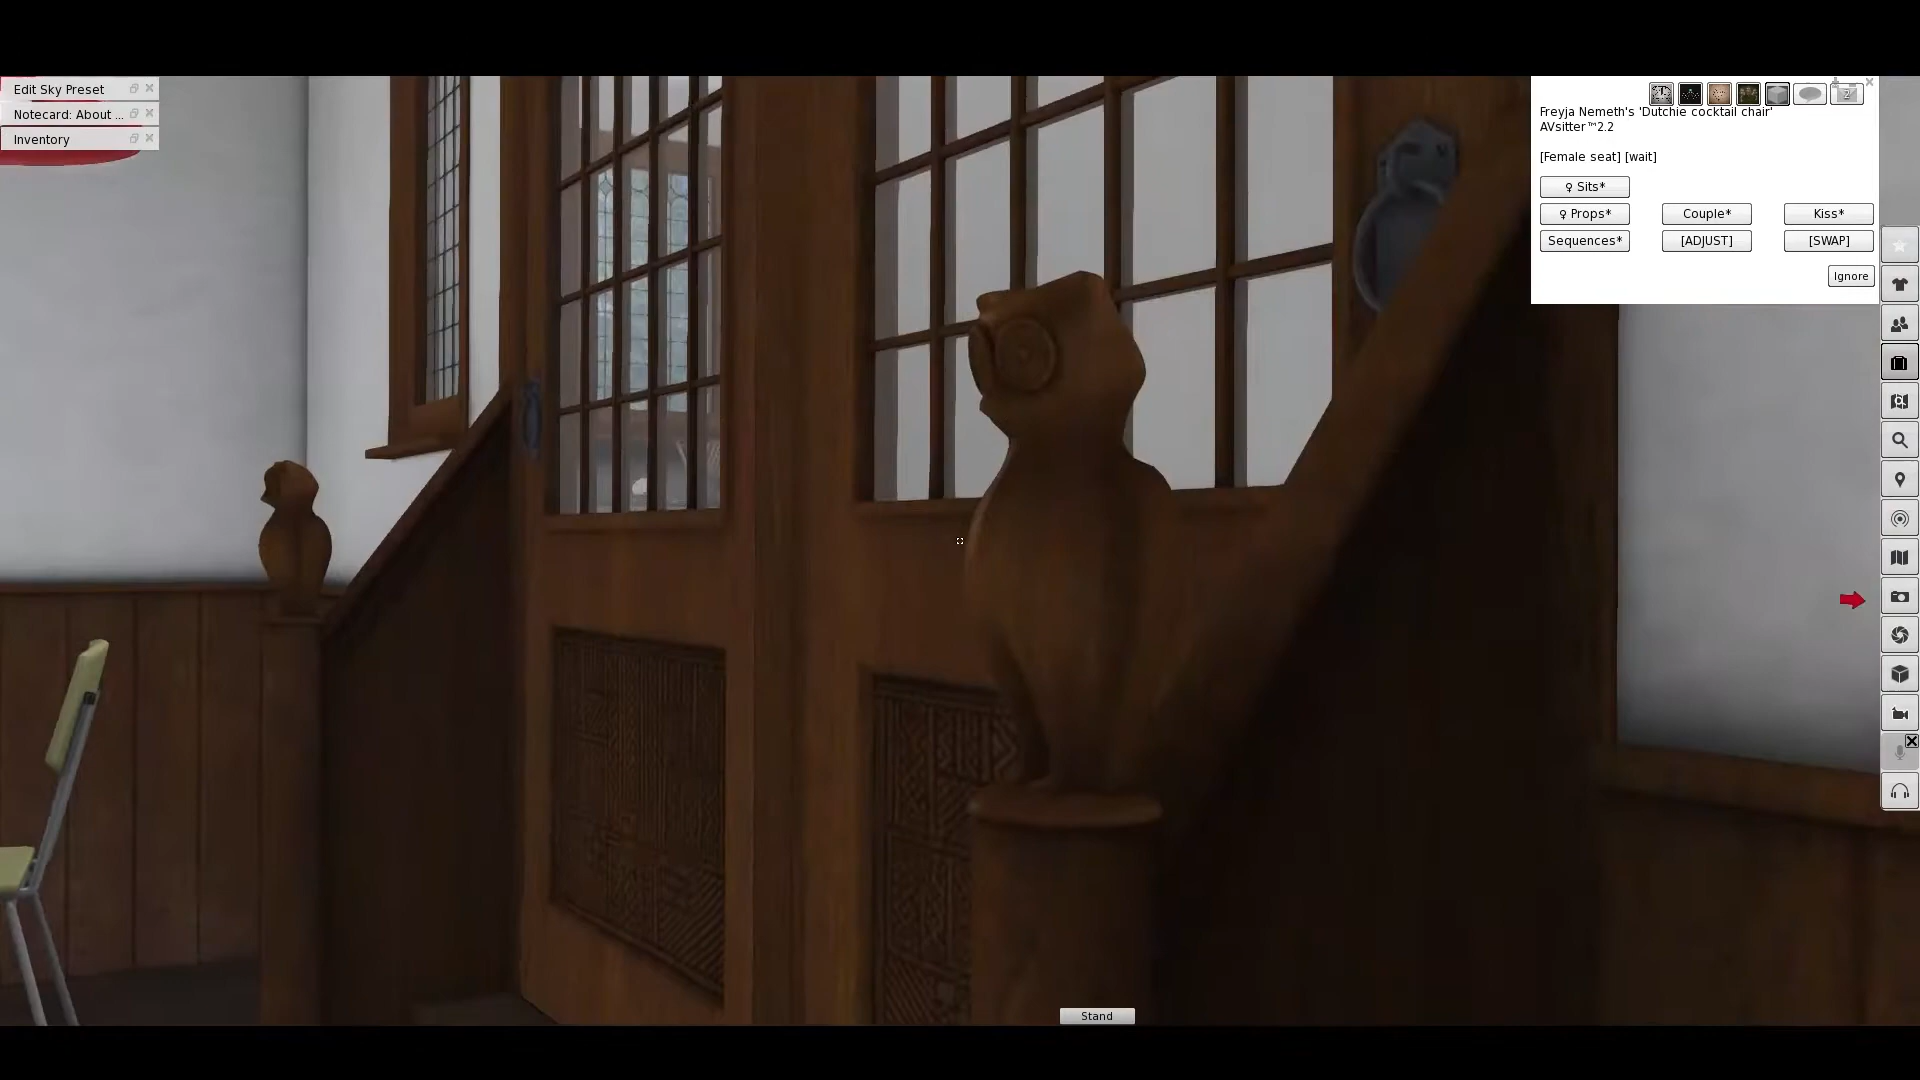 Edit Sky Preset
Notecard: About ...
Inventory
Freyja Nemeth's 'Dutchie cocktail chair'
AVsitter™2.2
[Female seat] [wait]
♀ Sits*
♀ Props* Couple* Kiss*
Sequences* [ADJUST] [SWAP]
Ignore
Stand